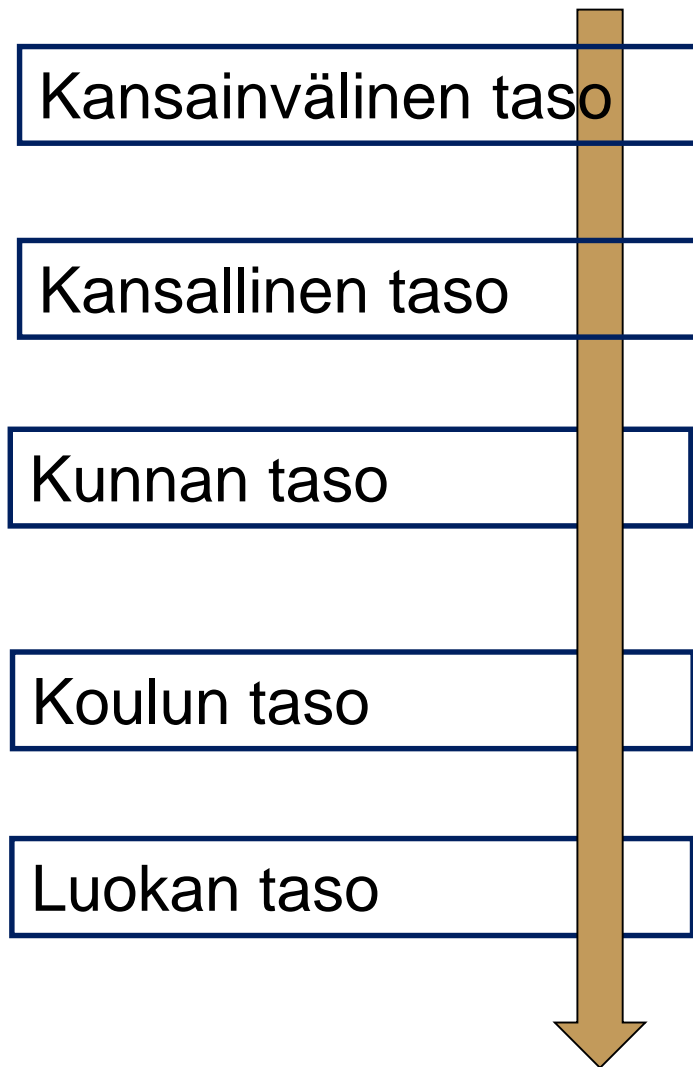 Kansainvälinen taso
Kansallinen taso
Kunnan taso
Koulun taso
Luokan taso